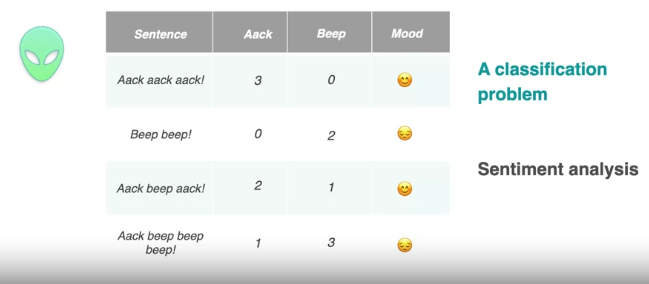 Sentence Aack Beep Mood
Aack aack aack! 3 0 😊
Beep beep! 0 2 😔
Aack beep aack! 2 1 😊
Aack beep beep
beep! 1 3 😔
A classification
problem
Sentiment analysis